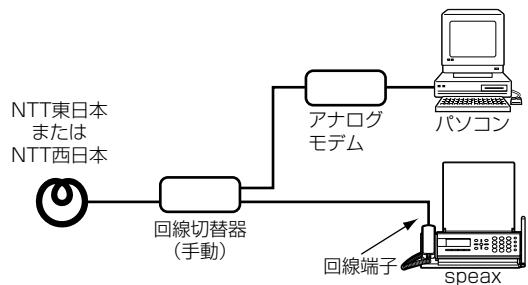 NTT東日本
または
NTT西日本
アナログ
モデム
パソコン
回線切替器
(手動)
回線端子
speax